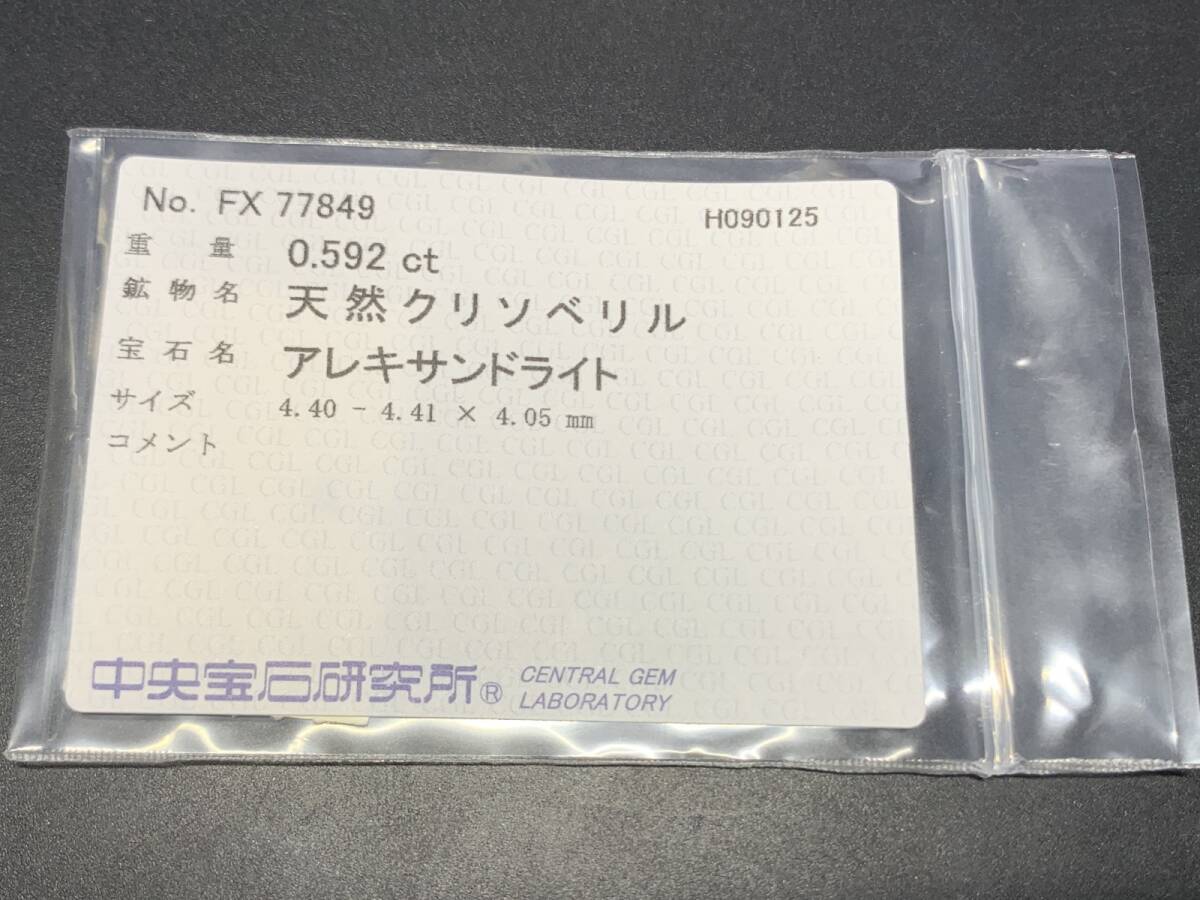 No. FX 77849 H090125
重量 0.592 ct
鉱物名 天然クリソベリル
宝石名 アレキサンドライト
サイズ 4.40 - 4.41 × 4.05 mm
コメント
中央宝石研究所® CENTRAL GEM
LABORATORY